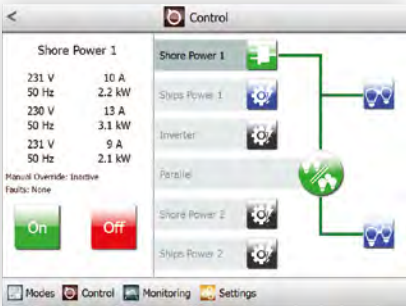 <
Control
Shore Power 1
231 V 10 A
50 Hz 2.2 kW
230 V 13 A
50 Hz 3.1 kW
231 V 9 A
50 Hz 2.1 kW
Manual Override: Inactive
Faults: None
On Off
Shore Power 1
Ships Power 1
Inverter
Parallel
Shore Power 2
Ships Power 2
Modes Control Monitoring Settings